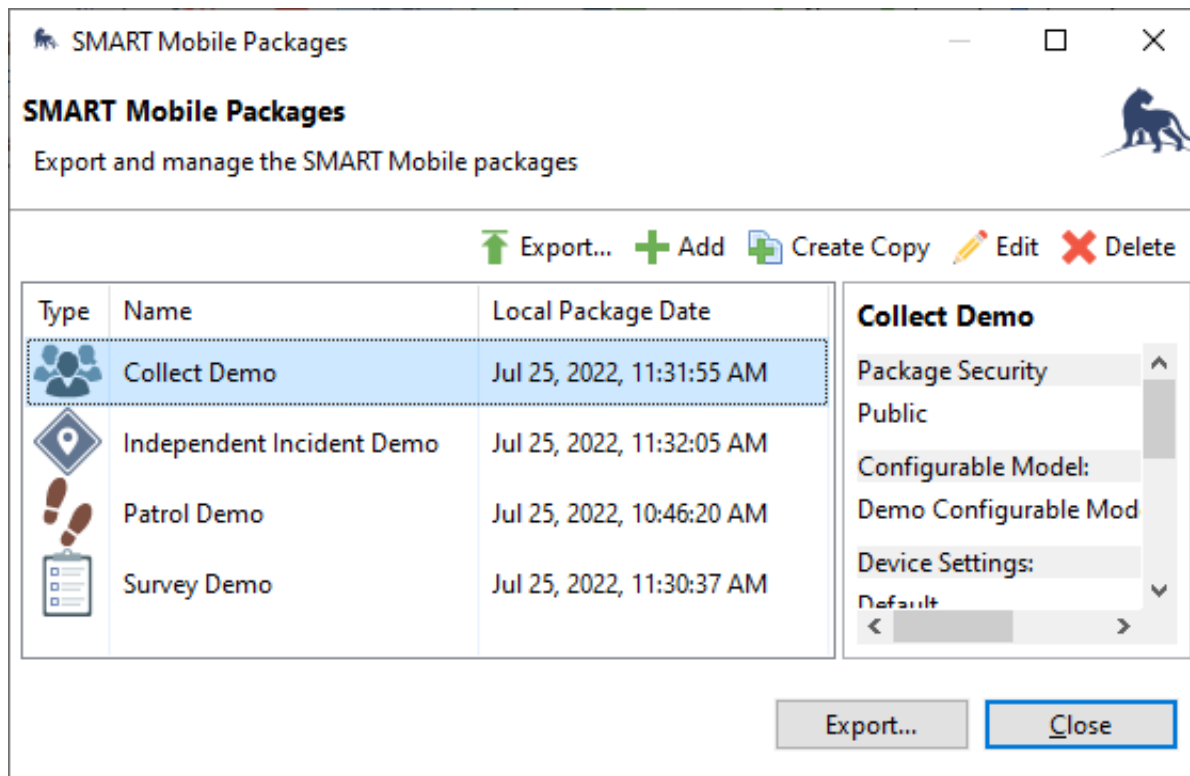 SMART Mobile Packages
SMART Mobile Packages
Export and manage the SMART Mobile packages
Export... Add Create Copy Edit Delete
Type Name Local Package Date
Collect Demo Jul 25, 2022, 11:31:55 AM
Independent Incident Demo Jul 25, 2022, 11:32:05 AM
Patrol Demo Jul 25, 2022, 10:46:20 AM
Survey Demo Jul 25, 2022, 11:30:37 AM
Collect Demo
Package Security
Public
Configurable Model:
Demo Configurable Mod
Device Settings:
Default
Export... Close